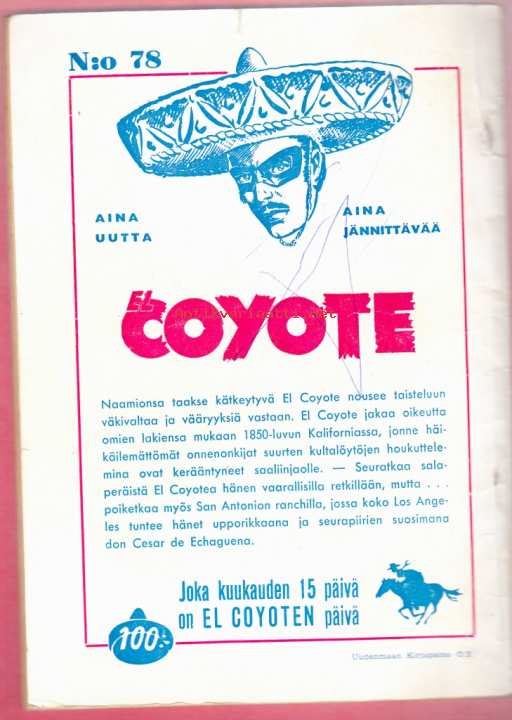 N:o 78
AINA
UUTTA
AINA
JÄNNITTÄVÄÄ
EL
COYOTE
Antikvariaatti.Net
Naamionsa taakse kätkeytyvä El Coyote nousee taisteluun
väkivaltaa ja vääryyksiä vastaan. El Coyote jakaa oikeutta
omien lakiensa mukaan 1850-luvun Kaliforniassa, jonne häi-
käilemättömät onnenonkijat suurten kultalöytöjen houkuttele-
mina ovat kerääntyneet saaliinjaolle. — Seuratkaa sala-
peräistä El Coyotea hänen vaarallisilla retkillään, mutta . . .
poiketkaa myös San Antonion ranchilla, jossa koko Los Ange-
les tuntee hänet upporikkaana ja seurapiirien suosimana
don Cesar de Echaguena.
Joka kuukauden 15 päivä
on EL COYOTEN päivä
100:-
Uudenmaan Kirjapaino O.Y.